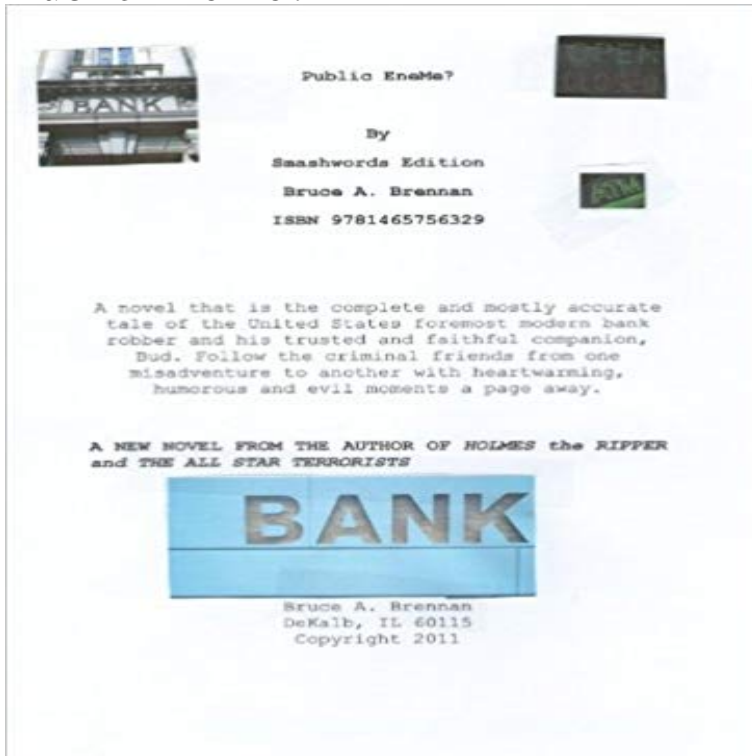 BANK
Public EneMe?
OPEN
ATM
By
Smashwords Edition
Bruce A. Brennan
ISBN 9781465756329
A novel that is the complete and mostly accurate
tale of the United States foremost modern bank
robber and his trusted and faithful companion,
Bud. Follow the criminal friends from one
misadventure to another with heartwarming,
humorous and evil moments a page away.
A NEW NOVEL FROM THE AUTHOR OF HOLMES the RIPPER
and THE ALL STAR TERRORISTS
BANK
Bruce A. Brennan
DeKalb, IL 60115
Copyright 2011